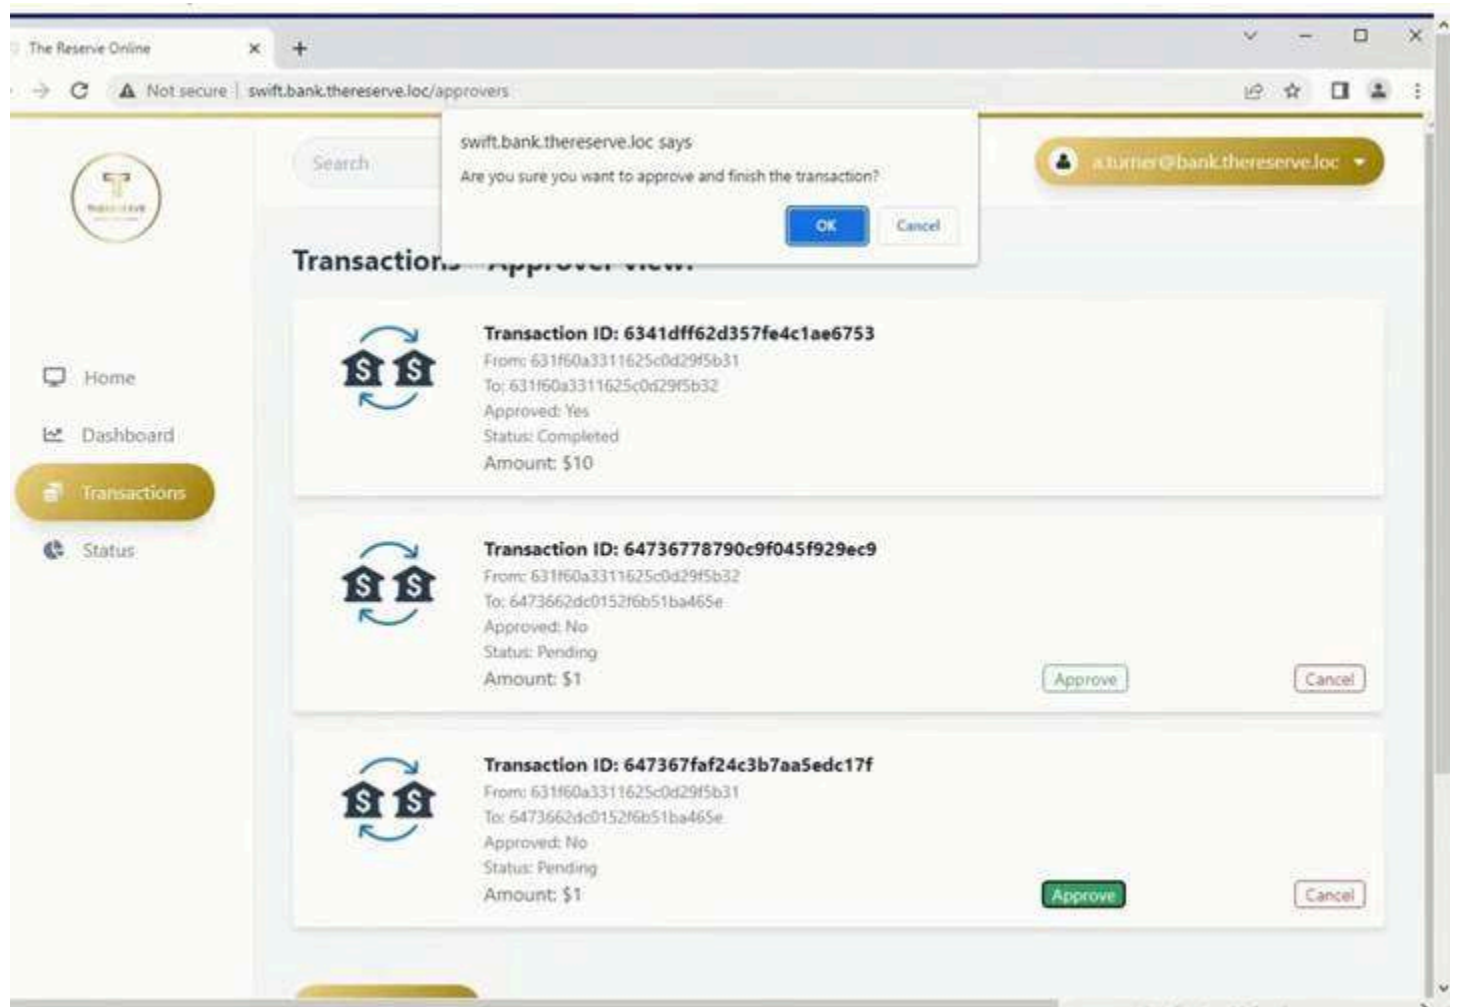 The Reserve Online
Not secure | swift.bank.thereserve.loc/approvers
swift.bank.thereserve.loc says
Are you sure you want to approve and finish the transaction?
OK
Cancel
Search
a.turner@bank.thereserve.loc
THERESERVE
Transactions - Approver view:
Home
Dashboard
Transactions
Status
Transaction ID: 6341dff62d357fe4c1ae6753
From: 631f60a3311625c0d29f5b31
To: 631f60a3311625c0d29f5b32
Approved: Yes
Status: Completed
Amount: $10
Transaction ID: 64736778790c9f045f929ec9
From: 631f60a3311625c0d29f5b32
To: 6473662dc0152f6b51ba465e
Approved: No
Status: Pending
Amount: $1
Approve
Cancel
Transaction ID: 647367faf24c3b7aa5edc17f
From: 631f60a3311625c0d29f5b31
To: 6473662dc0152f6b51ba465e
Approved: No
Status: Pending
Amount: $1
Approve
Cancel